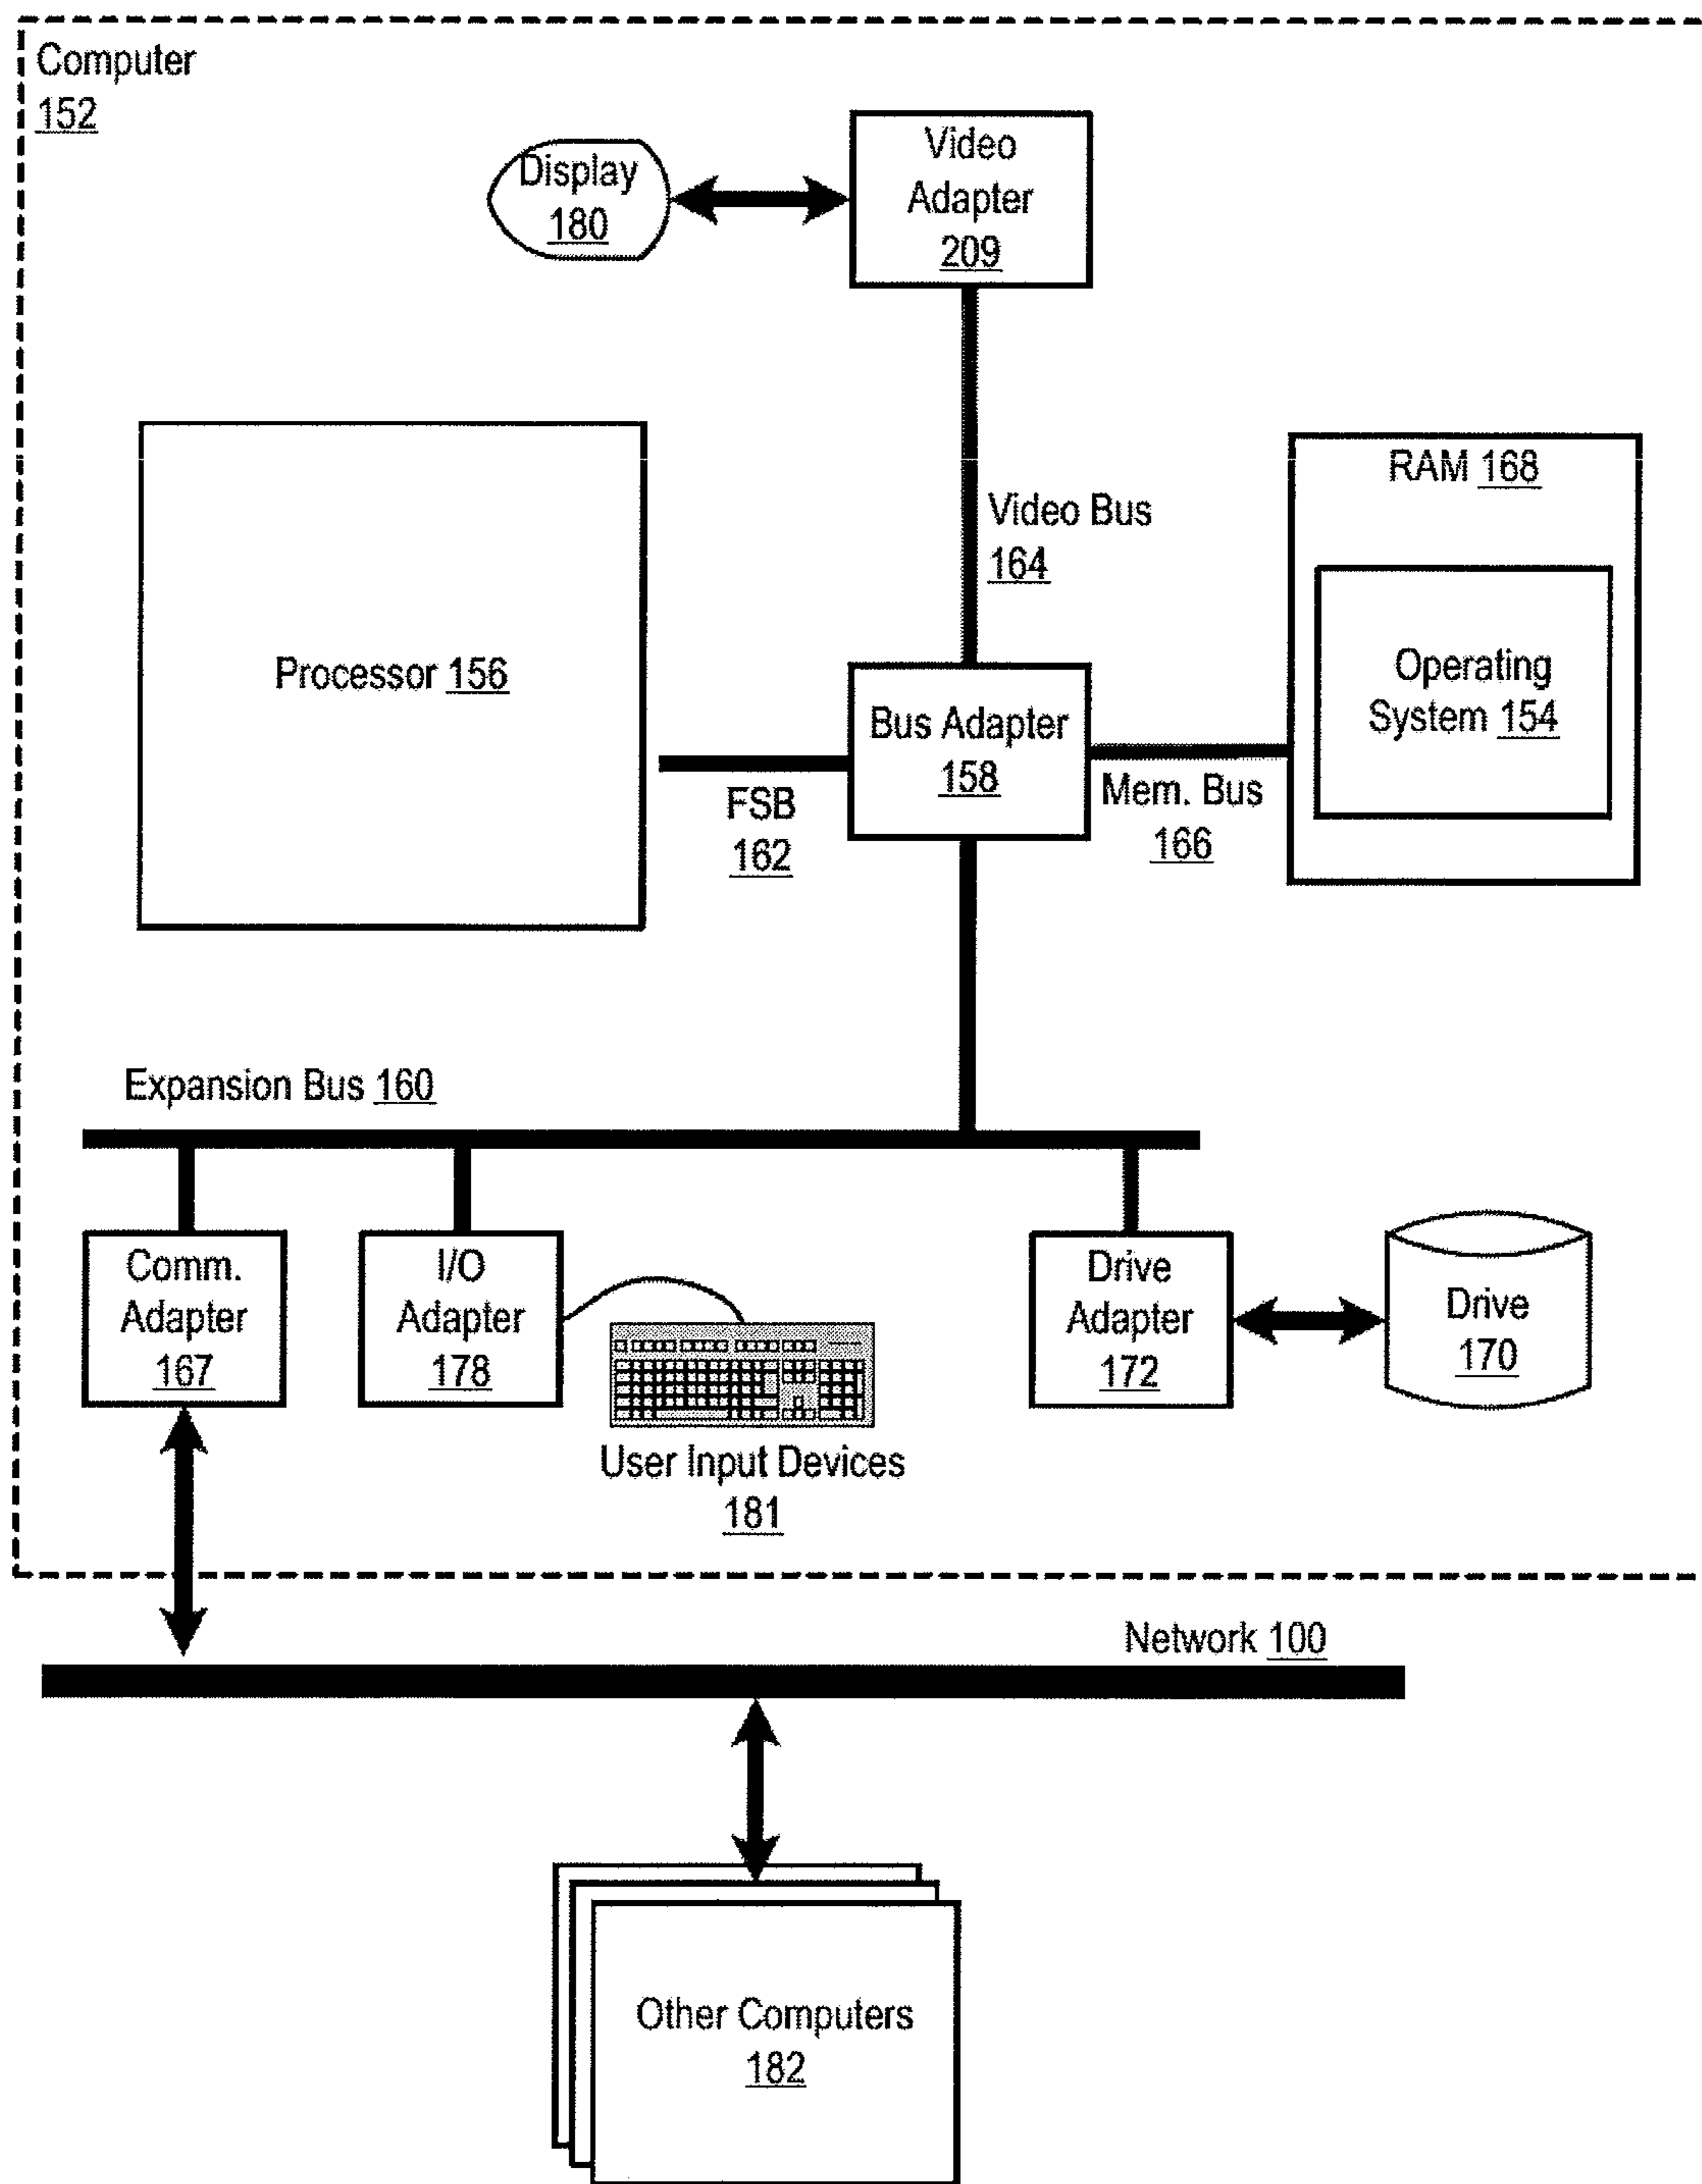 Computer
152
Display
180
Video
Adapter
209
Video Bus
164
RAM 168
Operating
System 154
Processor 156
Bus Adapter
158
FSB
162
Mem. Bus
166
Expansion Bus 160
Comm.
Adapter
167
I/O
Adapter
178
User Input Devices
181
Drive
Adapter
172
Drive
170
Network 100
Other Computers
182